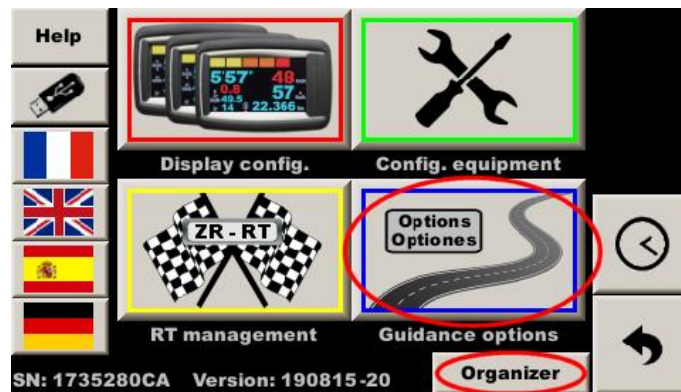 Help
5'57"
48
0.8
57
49.5
14
22.366
Display config.
Config. equipment
ZR - RT
Options
Optiones
RT management
Guidance options
Organizer
SN: 1735280CA Version: 190815-20